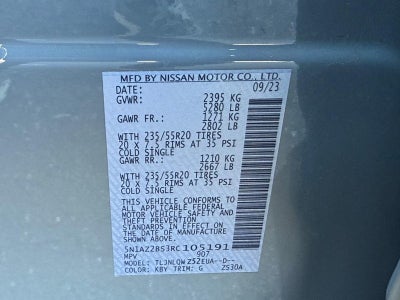 MFD BY NISSAN MOTOR CO., LTD.
DATE: 09/23
GVWR: 2395 KG
5280 LB
GAWR FR.: 1271 KG
2802 LB
WITH 235/55R20 TIRES
20 x 7.5 RIMS AT 35 PSI
COLD SINGLE
GAWR RR.: 1210 KG
2667 LB
WITH 235/55R20 TIRES
20 x 7.5 RIMS AT 35 PSI
COLD SINGLE
THIS VEHICLE CONFORMS TO
ALL APPLICABLE FEDERAL
MOTOR VEHICLE SAFETY
AND THEFT PREVENTION
STANDARDS IN EFFECT ON
THE DATE OF MANUFACTURE
SHOWN ABOVE.
5N1AZ2BS3RC105191
MPV 907
MODEL: TLJNLQWZ52EUA--D--
COLOR: KBY TRIM: G ZS30A